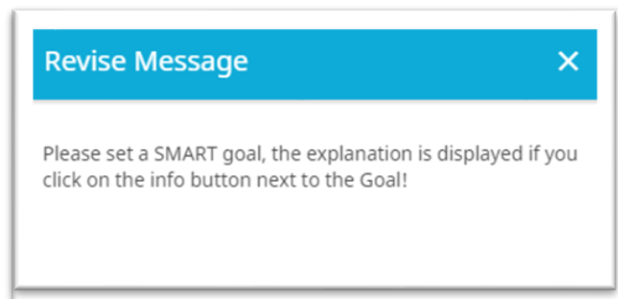 Revise Message
Please set a SMART goal, the explanation is displayed if you
click on the info button next to the Goal!